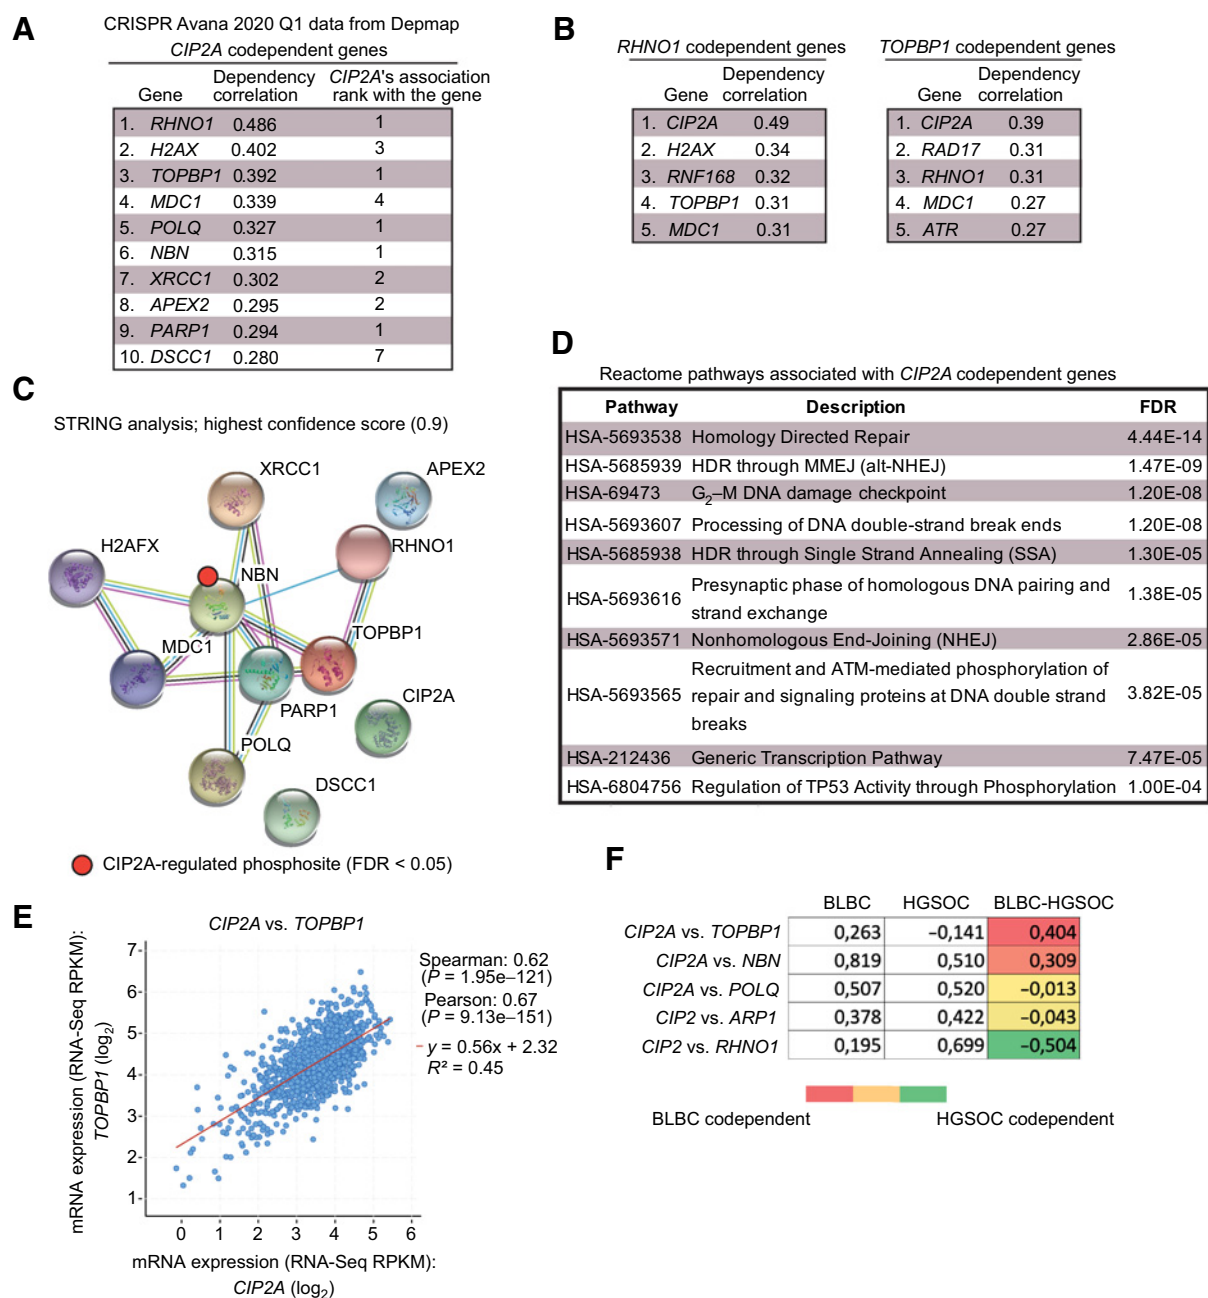 A
CRISPR Avana 2020 Q1 data from Depmap
CIP2A codependent genes
Gene Dependency correlation CIP2A's association rank with the gene
1. RHNO1 0.486 1
2. H2AX 0.402 3
3. TOPBP1 0.392 1
4. MDC1 0.339 4
5. POLQ 0.327 1
6. NBN 0.315 1
7. XRCC1 0.302 2
8. APEX2 0.295 2
9. PARP1 0.294 1
10. DSCC1 0.280 7
B
RHNO1 codependent genes
Gene Dependency correlation
1. CIP2A 0.49
2. H2AX 0.34
3. RNF168 0.32
4. TOPBP1 0.31
5. MDC1 0.31
TOPBP1 codependent genes
Gene Dependency correlation
1. CIP2A 0.39
2. RAD17 0.31
3. RHNO1 0.31
4. MDC1 0.27
5. ATR 0.27
C
STRING analysis; highest confidence score (0.9)
XRCC1
APEX2
H2AFX
RHNO1
NBN
TOPBP1
MDC1
CIP2A
PARP1
POLQ
DSCC1
CIP2A-regulated phosphosite (FDR < 0.05)
D
Reactome pathways associated with CIP2A codependent genes
Pathway Description FDR
HSA-5693538 Homology Directed Repair 4.44E-14
HSA-5685939 HDR through MMEJ (alt-NHEJ) 1.47E-09
HSA-69473 G2–M DNA damage checkpoint 1.20E-08
HSA-5693607 Processing of DNA double-strand break ends 1.20E-08
HSA-5685938 HDR through Single Strand Annealing (SSA) 1.30E-05
HSA-5693616 Presynaptic phase of homologous DNA pairing and strand exchange 1.38E-05
HSA-5693571 Nonhomologous End-Joining (NHEJ) 2.86E-05
HSA-5693565 Recruitment and ATM-mediated phosphorylation of repair and signaling proteins at DNA double strand breaks 3.82E-05
HSA-212436 Generic Transcription Pathway 7.47E-05
HSA-6804756 Regulation of TP53 Activity through Phosphorylation 1.00E-04
E
CIP2A vs. TOPBP1
mRNA expression (RNA-Seq RPKM):
TOPBP1 (log2)
7
6
5
4
3
2
1
0 1 2 3 4 5 6
mRNA expression (RNA-Seq RPKM):
CIP2A (log2)
Spearman: 0.62
(P = 1.95e–121)
Pearson: 0.67
(P = 9.13e–151)
y = 0.56x + 2.32
R² = 0.45
F
BLBC HGSOC BLBC-HGSOC
CIP2A vs. TOPBP1 0,263 −0,141 0,404
CIP2A vs. NBN 0,819 0,510 0,309
CIP2A vs. POLQ 0,507 0,520 −0,013
CIP2 vs. ARP1 0,378 0,422 −0,043
CIP2 vs. RHNO1 0,195 0,699 −0,504
BLBC codependent HGSOC codependent